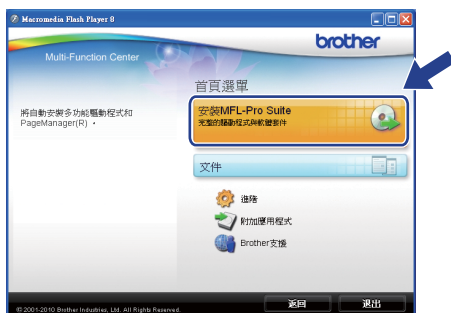 Macromedia Flash Player 8
brother
Multi-Function Center
首頁選單
將自動安裝多功能驅動程式和
PageManager(R) 。
安裝MFL-Pro Suite
完整的驅動程式與軟體套件
文件
進階
附加應用程式
Brother支援
© 2001-2010 Brother Industries, Ltd. All Rights Reserved.
返回
退出